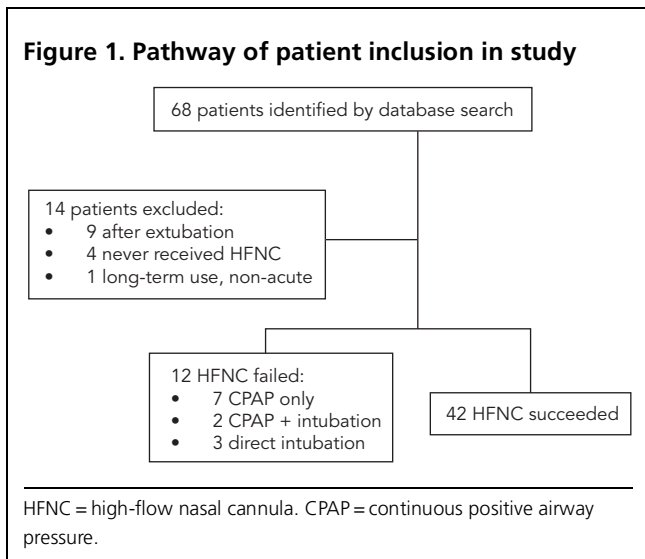 Figure 1. Pathway of patient inclusion in study
68 patients identified by database search
14 patients excluded:
• 9 after extubation
• 4 never received HFNC
• 1 long-term use, non-acute
12 HFNC failed:
• 7 CPAP only
• 2 CPAP + intubation
• 3 direct intubation
42 HFNC succeeded
HFNC = high-flow nasal cannula. CPAP = continuous positive airway
pressure.